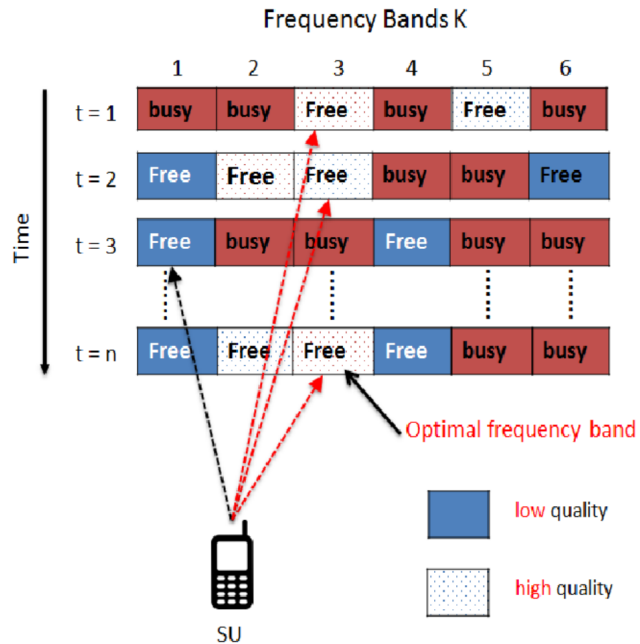 Frequency Bands K
1 2 3 4 5 6
t = 1 busy busy Free busy Free busy
t = 2 Free Free Free busy busy Free
t = 3 Free busy busy Free busy busy
t = n Free Free Free Free busy busy
Time
Optimal frequency band
low quality
high quality
SU